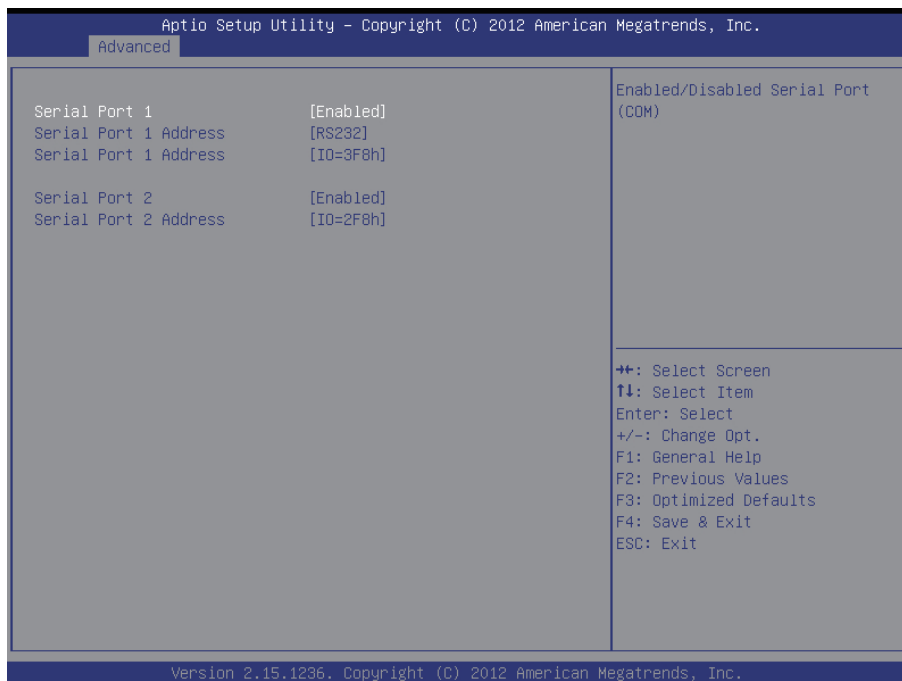 Aptio Setup Utility – Copyright (C) 2012 American Megatrends, Inc.
Advanced
Serial Port 1 [Enabled]
Serial Port 1 Address [RS232]
Serial Port 1 Address [IO=3F8h]
Serial Port 2 [Enabled]
Serial Port 2 Address [IO=2F8h]
Enabled/Disabled Serial Port
(COM)
→←: Select Screen
↑↓: Select Item
Enter: Select
+/-: Change Opt.
F1: General Help
F2: Previous Values
F3: Optimized Defaults
F4: Save & Exit
ESC: Exit
Version 2.15.1236. Copyright (C) 2012 American Megatrends, Inc.